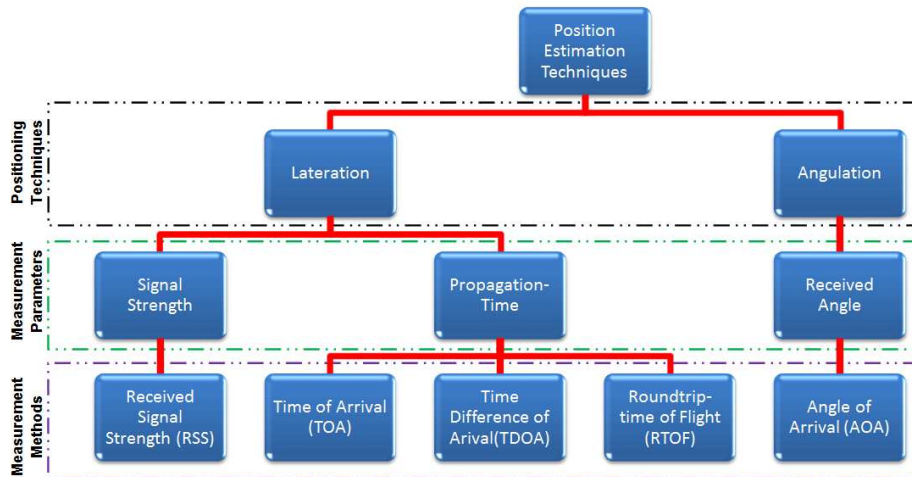 Position
Estimation
Techniques
Positioning
Techniques
Lateration
Angulation
Measurement
Parameters
Signal
Strength
Propagation-
Time
Received
Angle
Measurement
Methods
Received
Signal
Strength (RSS)
Time of Arrival
(TOA)
Time
Difference of
Arival(TDOA)
Roundtrip-
time of Flight
(RTOF)
Angle of
Arrival (AOA)